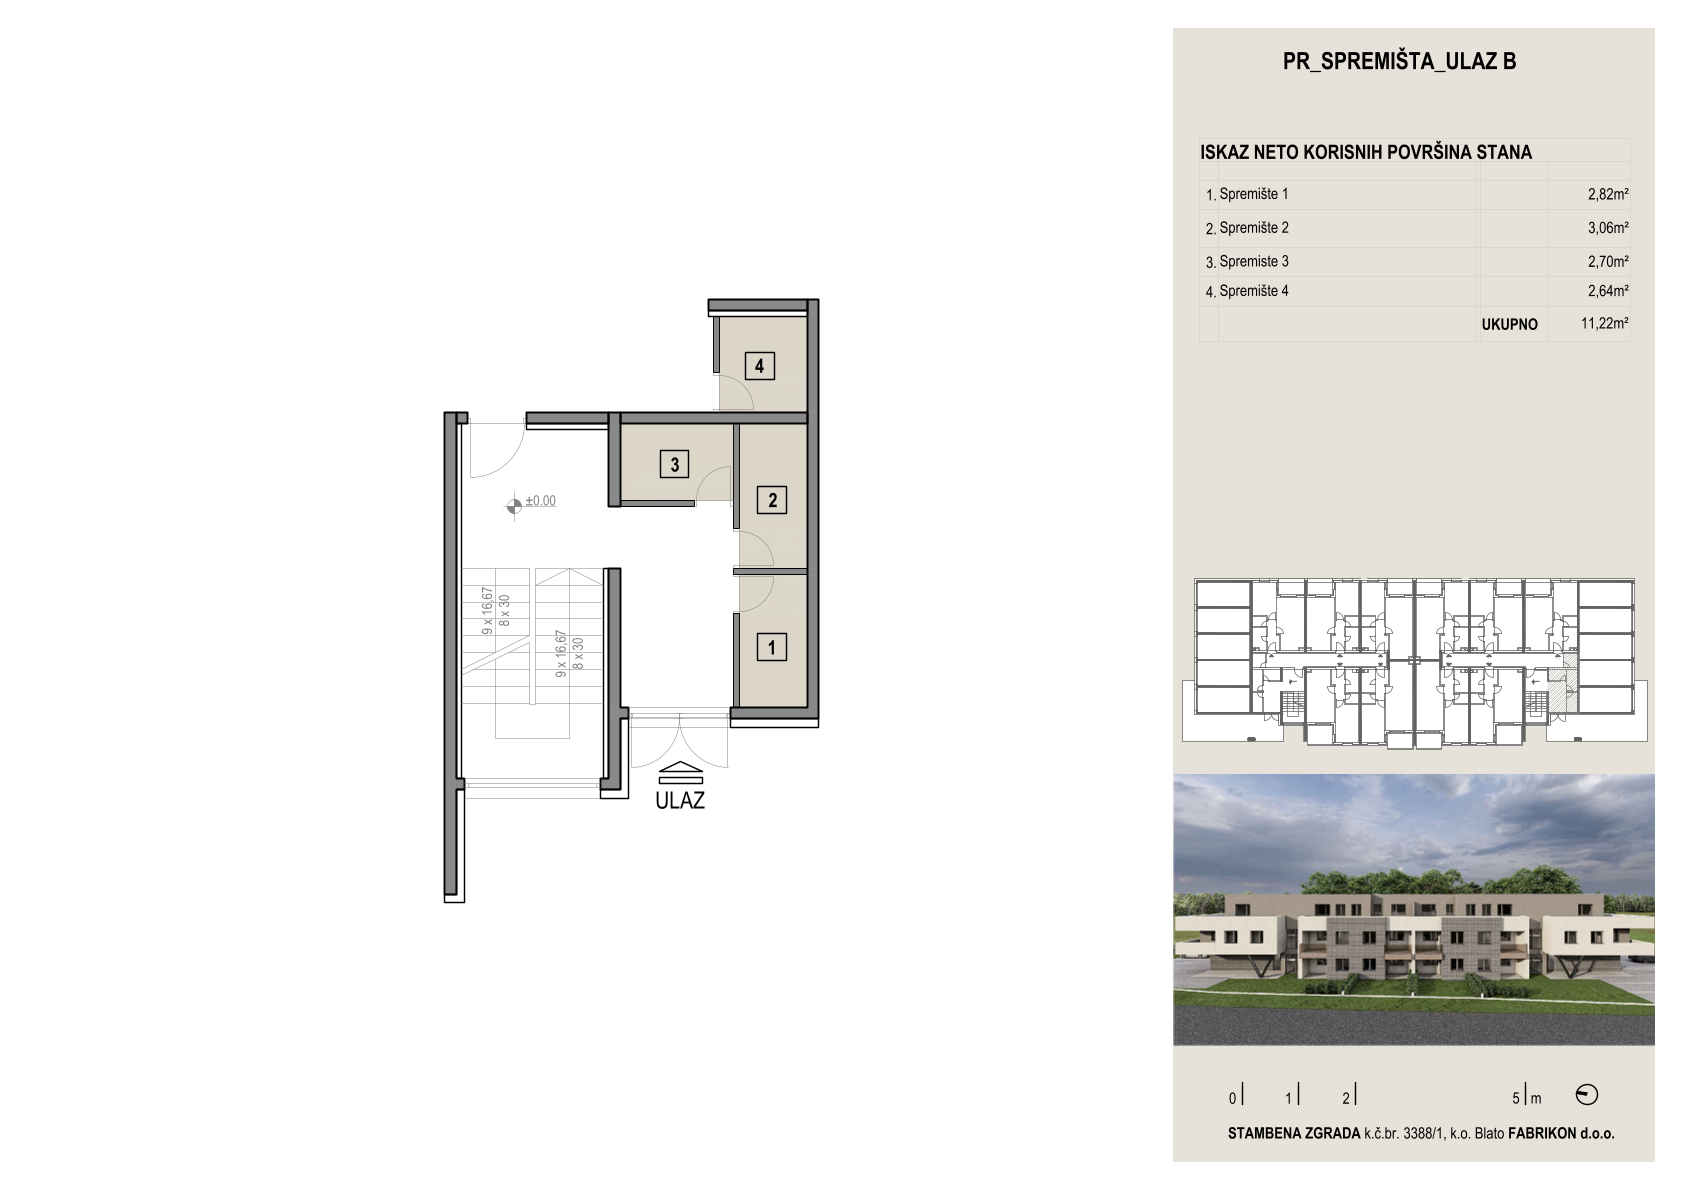 PR_SPREMIŠTA_ULAZ B
ISKAZ NETO KORISNIH POVRŠINA STANA
1. Spremište 1 2,82m²
2. Spremište 2 3,06m²
3. Spremiste 3 2,70m²
4. Spremište 4 2,64m²
UKUPNO 11,22m²
4
3
±0.00
2
9 x 16,67
8 x 30
9 x 16,67
8 x 30
1
ULAZ
0 1 2 5 m
STAMBENA ZGRADA k.č.br. 3388/1, k.o. Blato FABRIKON d.o.o.